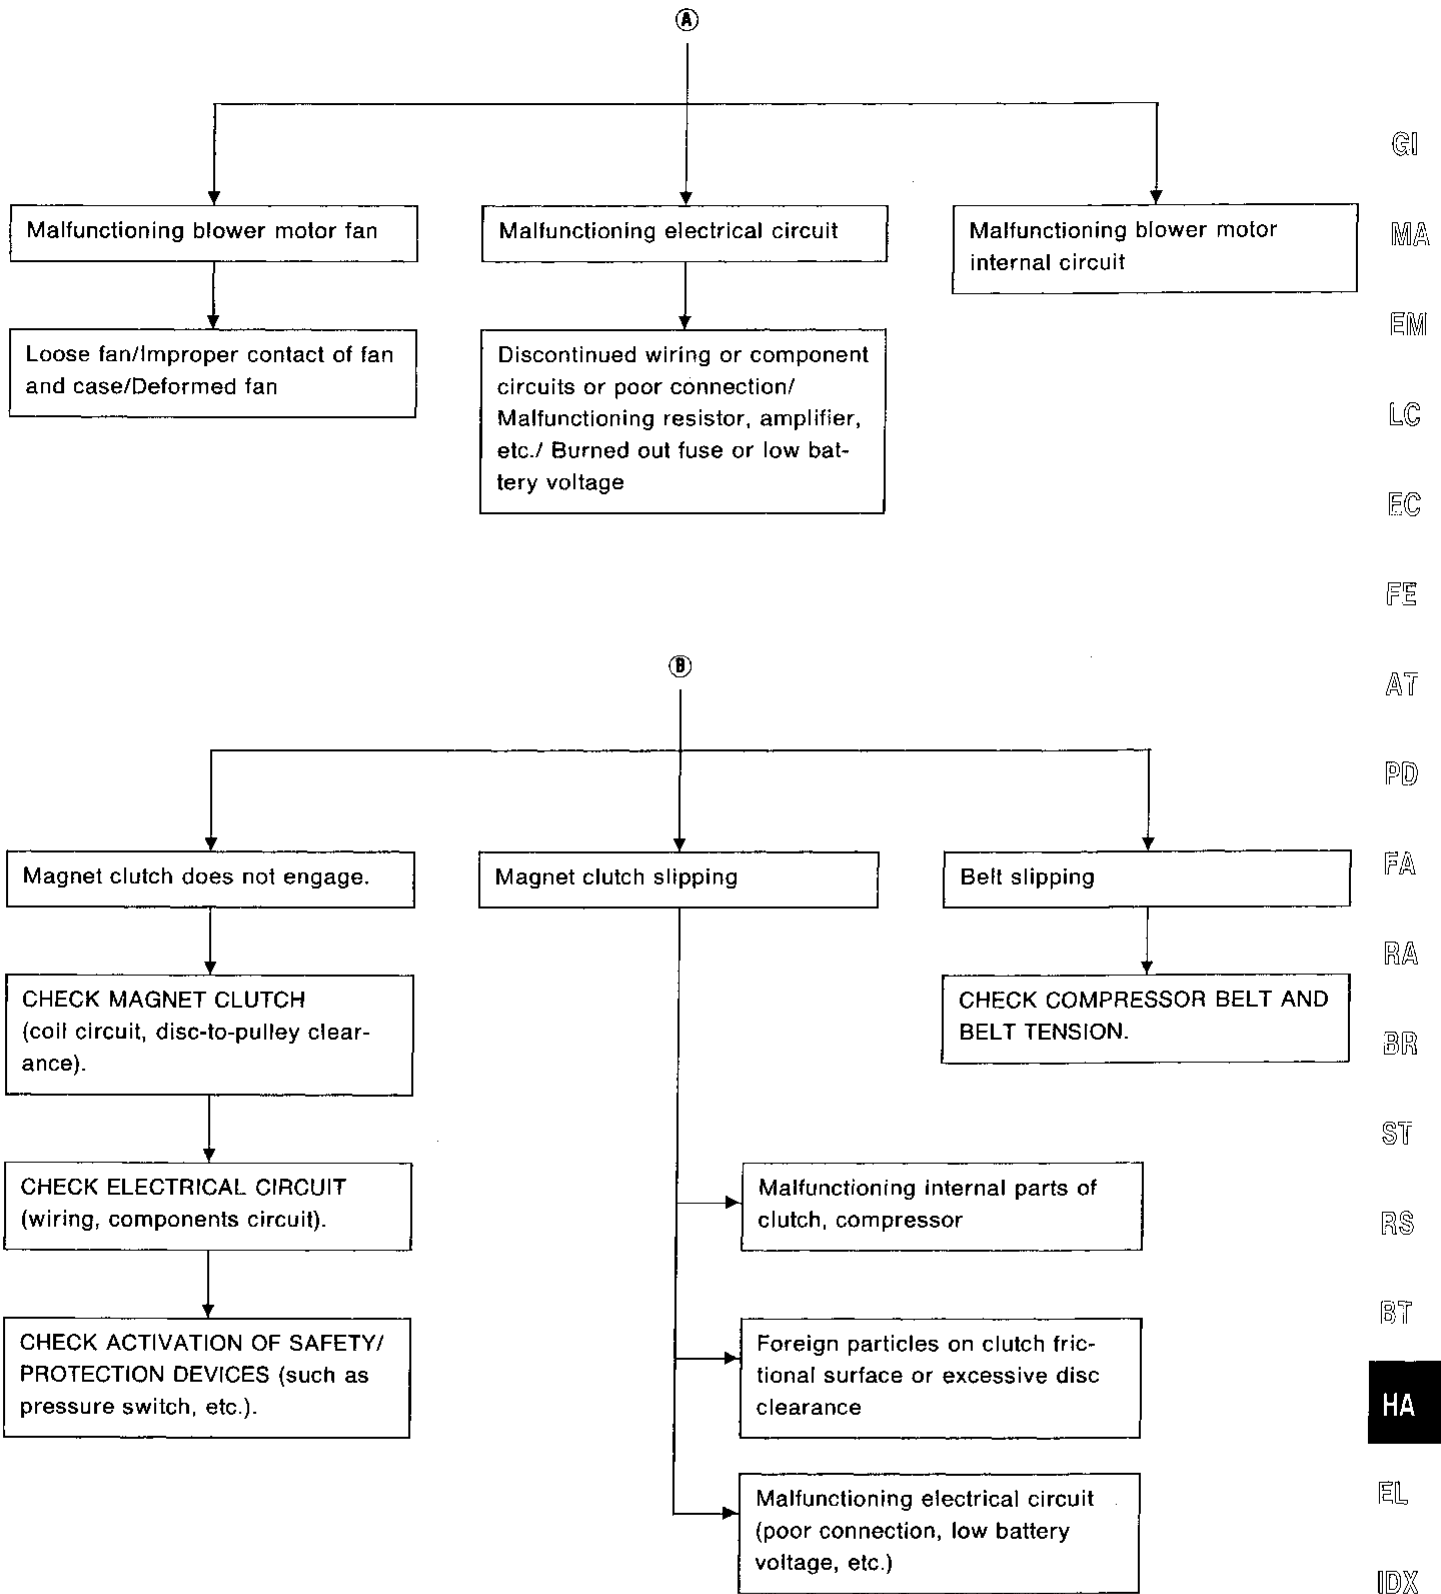 A
Malfunctioning blower motor fan
Malfunctioning electrical circuit
Malfunctioning blower motor
internal circuit
Loose fan/Improper contact of fan
and case/Deformed fan
Discontinued wiring or component
circuits or poor connection/
Malfunctioning resistor, amplifier,
etc./ Burned out fuse or low bat-
tery voltage
B
Magnet clutch does not engage.
Magnet clutch slipping
Belt slipping
CHECK MAGNET CLUTCH
(coil circuit, disc-to-pulley clear-
ance).
CHECK COMPRESSOR BELT AND
BELT TENSION.
CHECK ELECTRICAL CIRCUIT
(wiring, components circuit).
Malfunctioning internal parts of
clutch, compressor
CHECK ACTIVATION OF SAFETY/
PROTECTION DEVICES (such as
pressure switch, etc.).
Foreign particles on clutch fric-
tional surface or excessive disc
clearance
Malfunctioning electrical circuit
(poor connection, low battery
voltage, etc.)
GI
MA
EM
LC
EC
FE
AT
PD
FA
RA
BR
ST
RS
BT
HA
EL
IDX